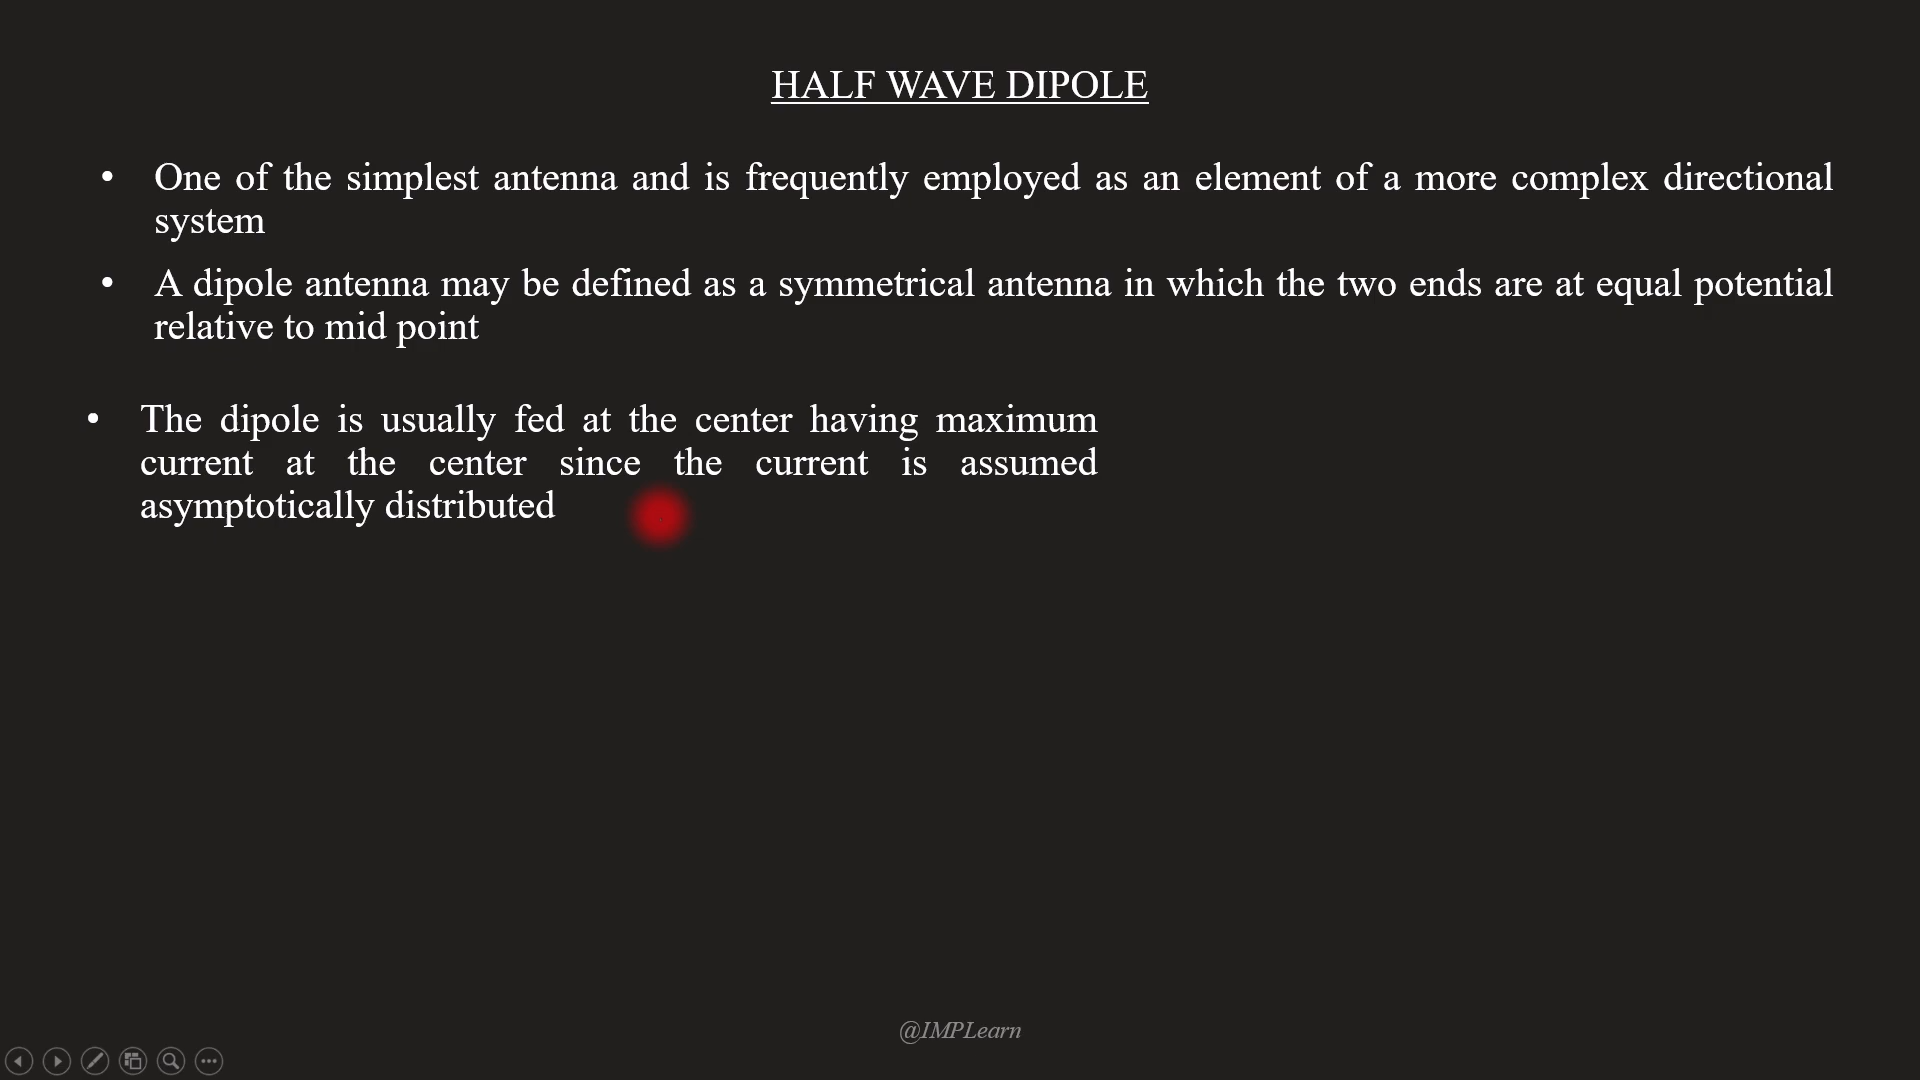 HALF WAVE DIPOLE
• One of the simplest antenna and is frequently employed as an element of a more complex directional
system
• A dipole antenna may be defined as a symmetrical antenna in which the two ends are at equal potential
relative to mid point
• The dipole is usually fed at the center having maximum
current at the center since the current is assumed
asymptotically distributed
@IMPLearn